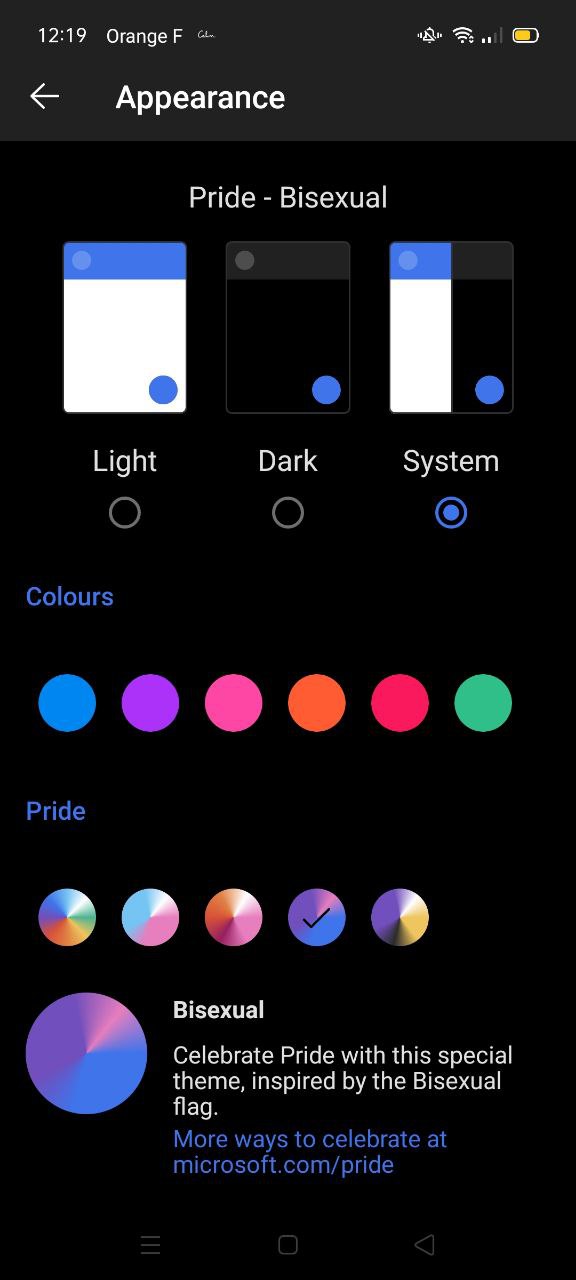 12:19 Orange F Calm
Appearance
Pride - Bisexual
Light Dark System
Colours
Pride
Bisexual
Celebrate Pride with this special
theme, inspired by the Bisexual
flag.
More ways to celebrate at
microsoft.com/pride